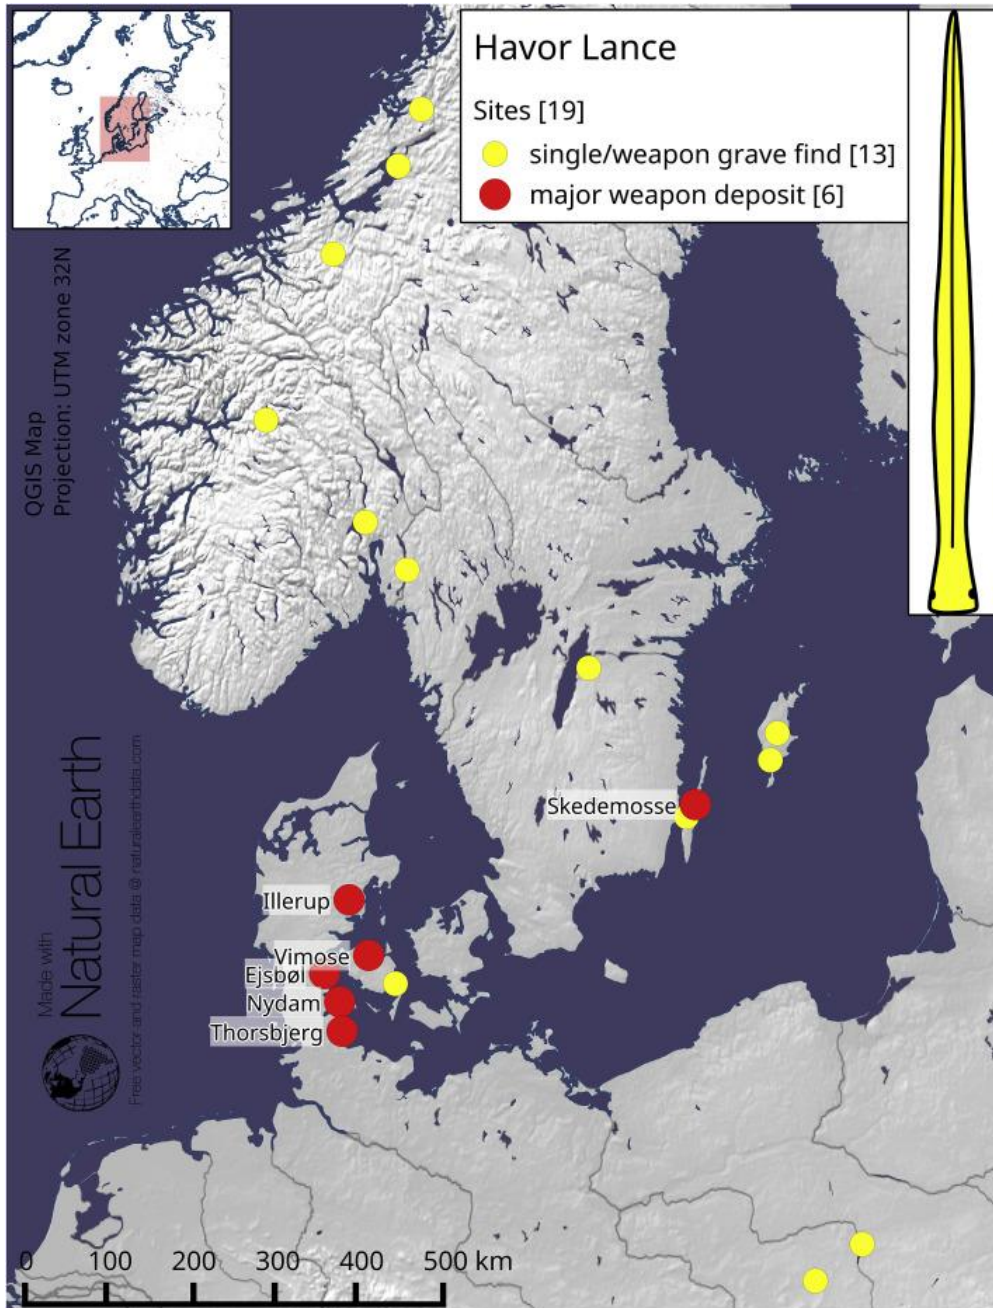 Havor Lance
Sites [19]
single/weapon grave find [13]
major weapon deposit [6]
QGIS Map
Projection: UTM zone 32N
Skedemosse
Illerup
Vimose
Ejsbøl
Nydam
Thorsbjerg
Made with
Natural Earth
Free vector and raster map data @ naturalearthdata.com
0 100 200 300 400 500 km